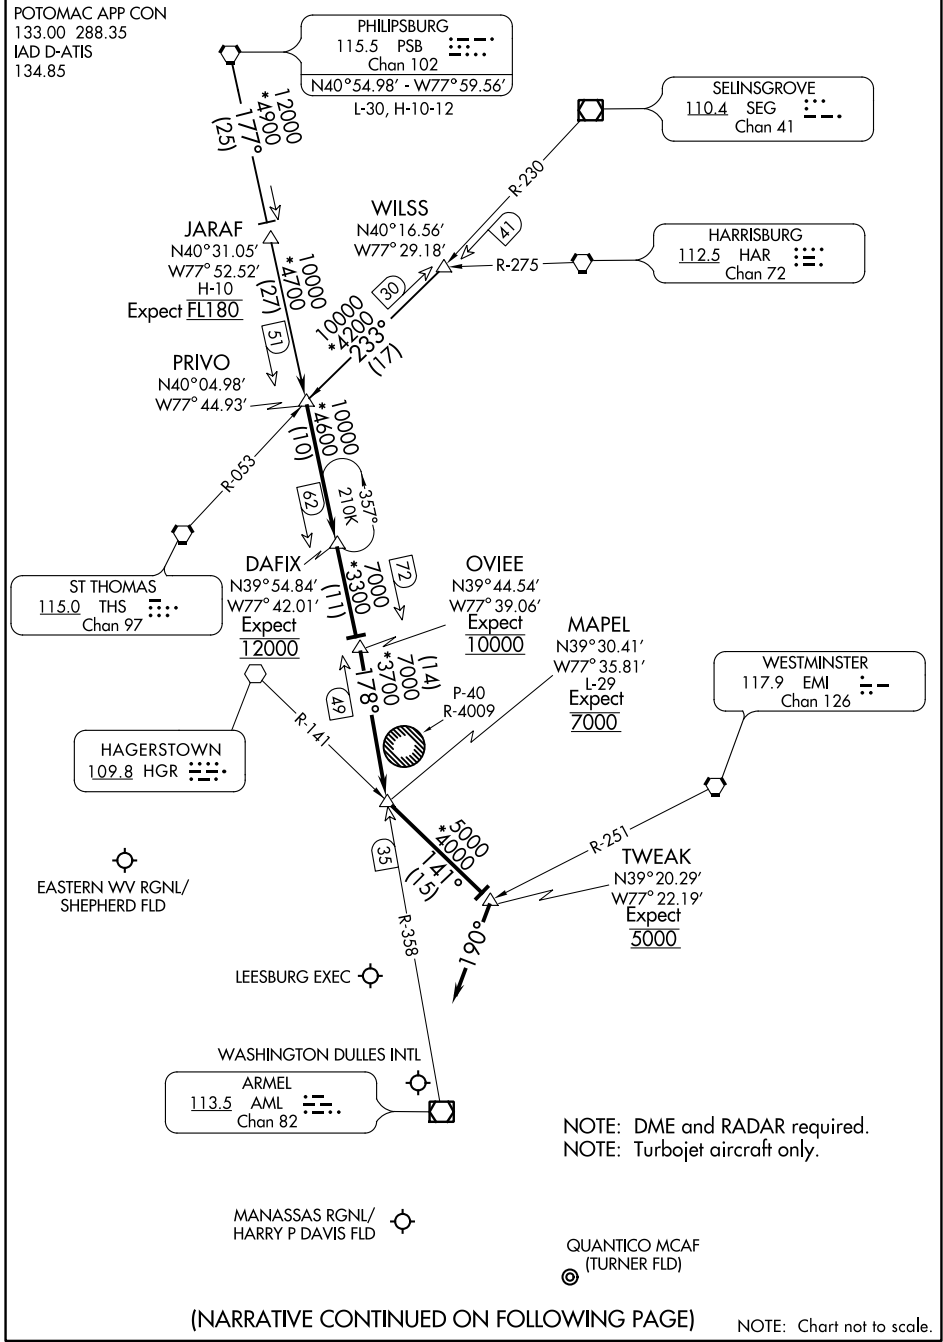 POTOMAC APP CON
133.00 288.35
IAD D-ATIS
134.85
PHILIPSBURG
115.5 PSB
Chan 102
N40°54.98' - W77°59.56'
L-30, H-10-12
SELINSGROVE
110.4 SEG
Chan 41
12000
*4900
177°
(25)
R-230
WILSS
N40°16.56'
W77°29.18'
41
HARRISBURG
112.5 HAR
Chan 72
R-275
JARAF
N40°31.05'
W77°52.52'
H-10
Expect FL180
10000
*4700
(27)
51
30
10000
*4200
233°
(17)
PRIVO
N40°04.98'
W77°44.93'
10000
*4600
(10)
R-053
62
357°
210K
ST THOMAS
115.0 THS
Chan 97
DAFIX
N39°54.84'
W77°42.01'
Expect
12000
7000
*3300
(11)
72
OVIEE
N39°44.54'
W77°39.06'
Expect
10000
MAPEL
N39°30.41'
W77°35.81'
L-29
Expect
7000
(14)
7000
*3700
178°
49
P-40
R-4009
WESTMINSTER
117.9 EMI
Chan 126
HAGERSTOWN
109.8 HGR
R-141
5000
*4000
141°
(15)
R-251
35
TWEAK
N39°20.29'
W77°22.19'
Expect
5000
EASTERN WV RGNL/
SHEPHERD FLD
R-358
190°
LEESBURG EXEC
WASHINGTON DULLES INTL
ARMEL
113.5 AML
Chan 82
NOTE: DME and RADAR required.
NOTE: Turbojet aircraft only.
MANASSAS RGNL/
HARRY P DAVIS FLD
QUANTICO MCAF
(TURNER FLD)
(NARRATIVE CONTINUED ON FOLLOWING PAGE)
NOTE: Chart not to scale.